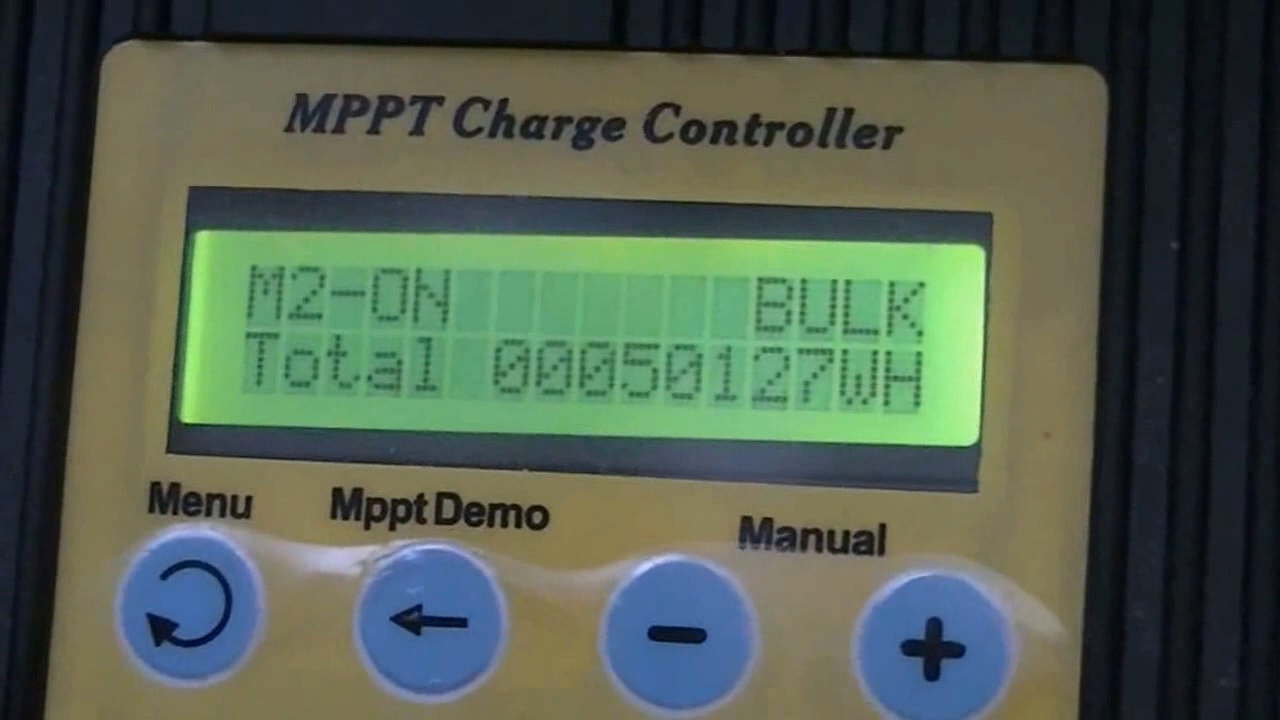 MPPT Charge Controller
M2-ON BULK
Total 00050127WH
Menu Mppt Demo Manual